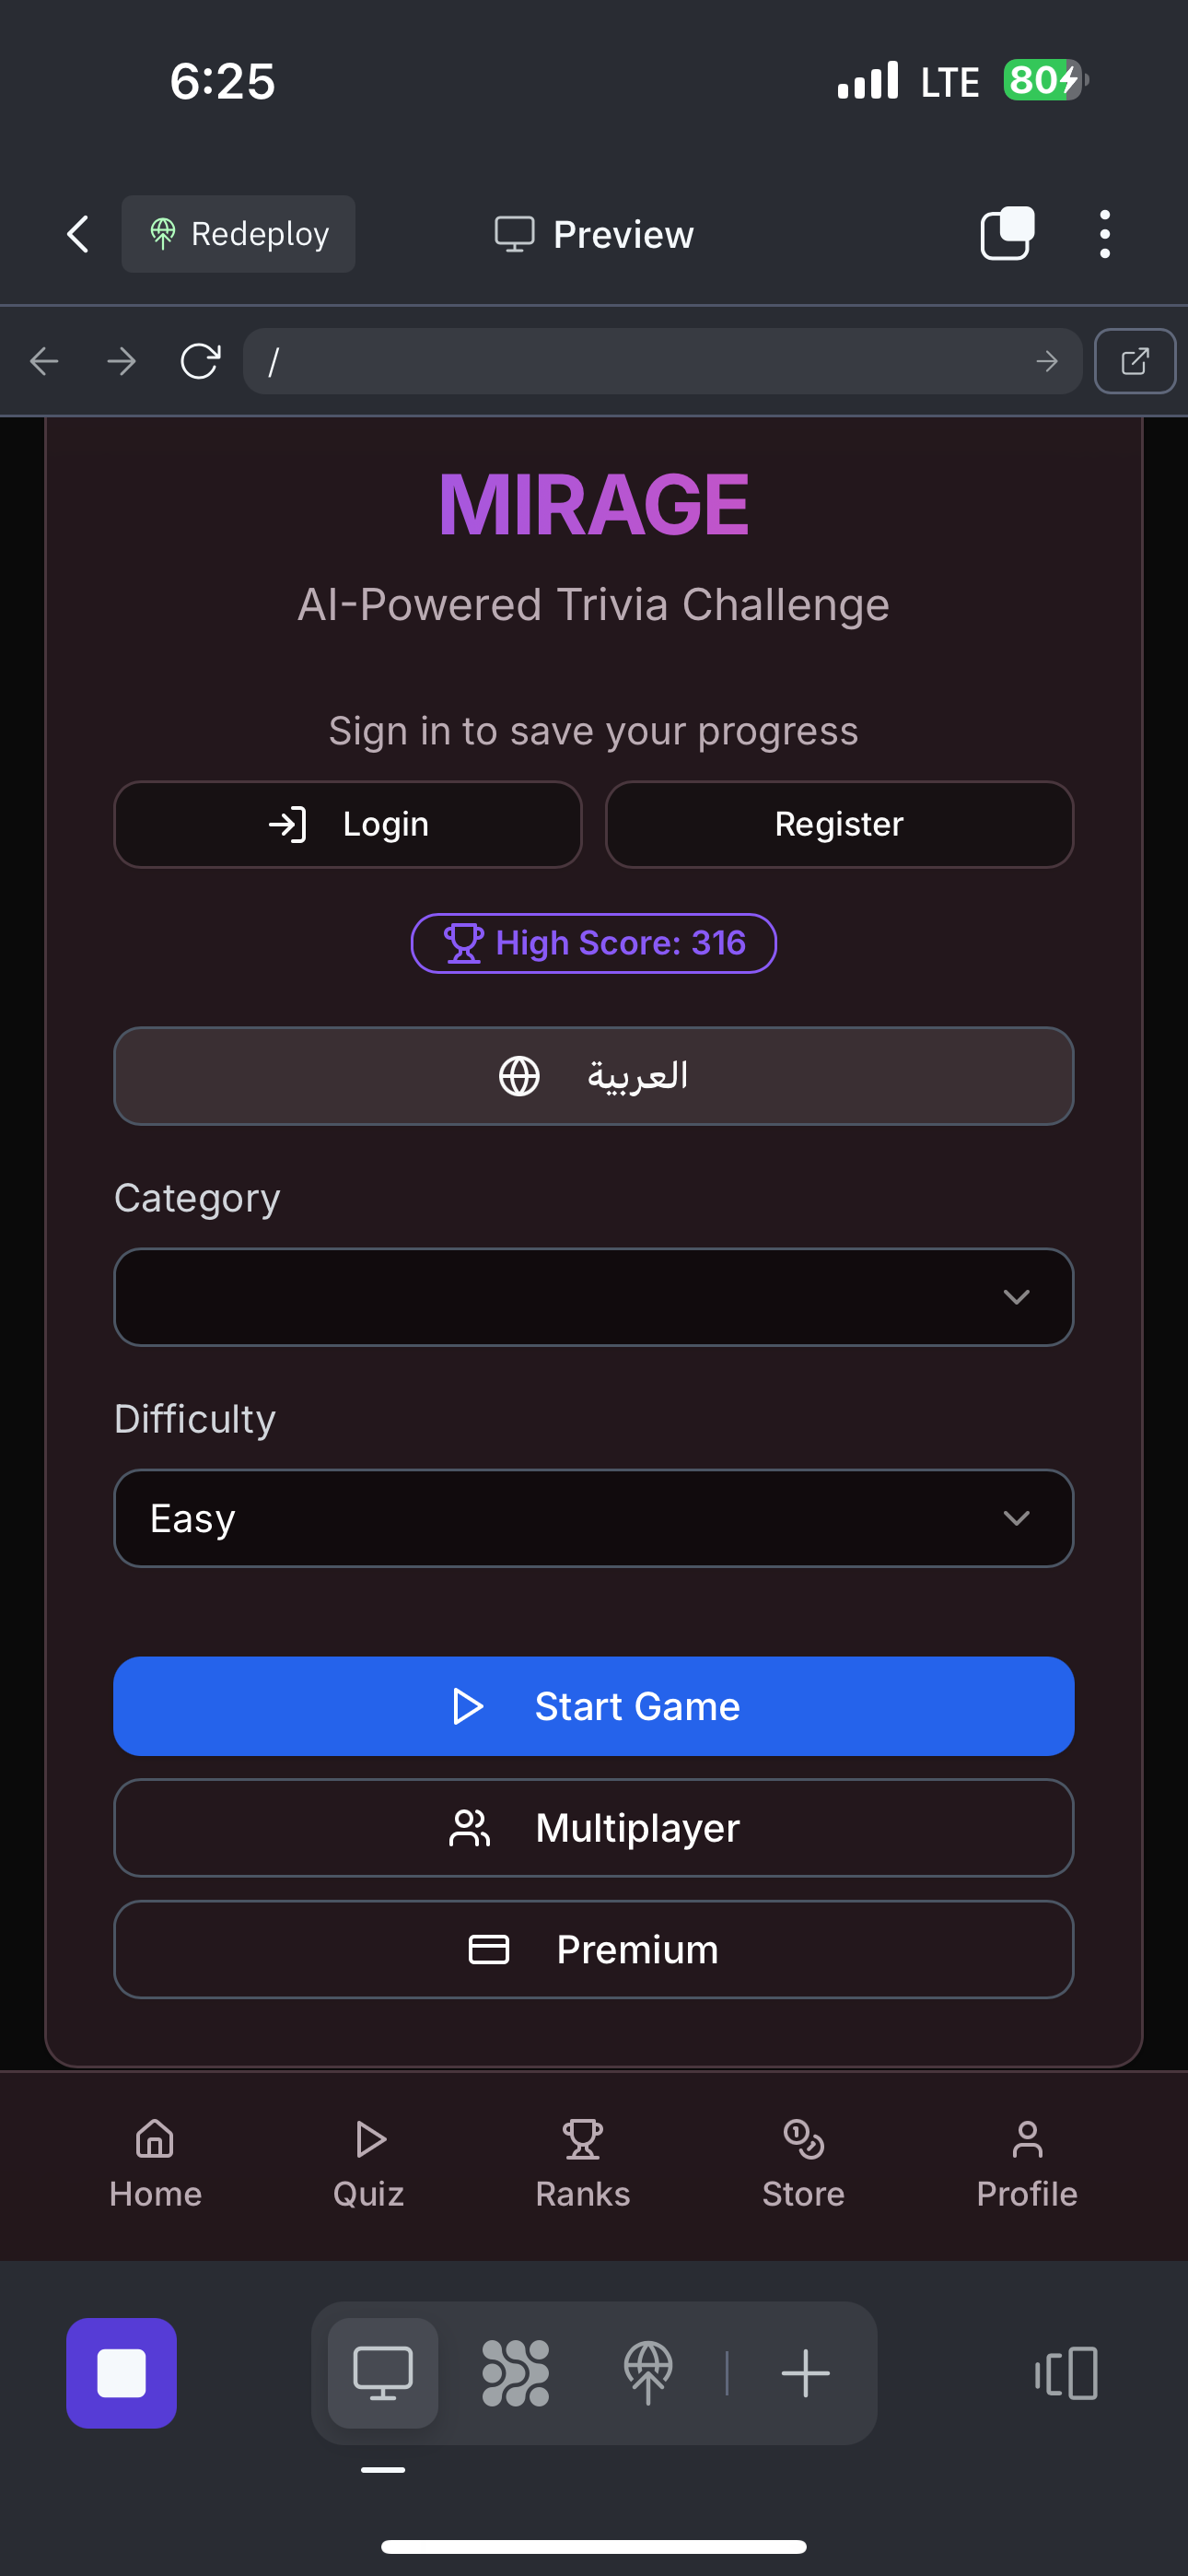 6:25
LTE
80
Redeploy
Preview
/
MIRAGE
AI-Powered Trivia Challenge
Sign in to save your progress
Login
Register
High Score: 316
العربية
Category
Difficulty
Easy
Start Game
Multiplayer
Premium
Home
Quiz
Ranks
Store
Profile